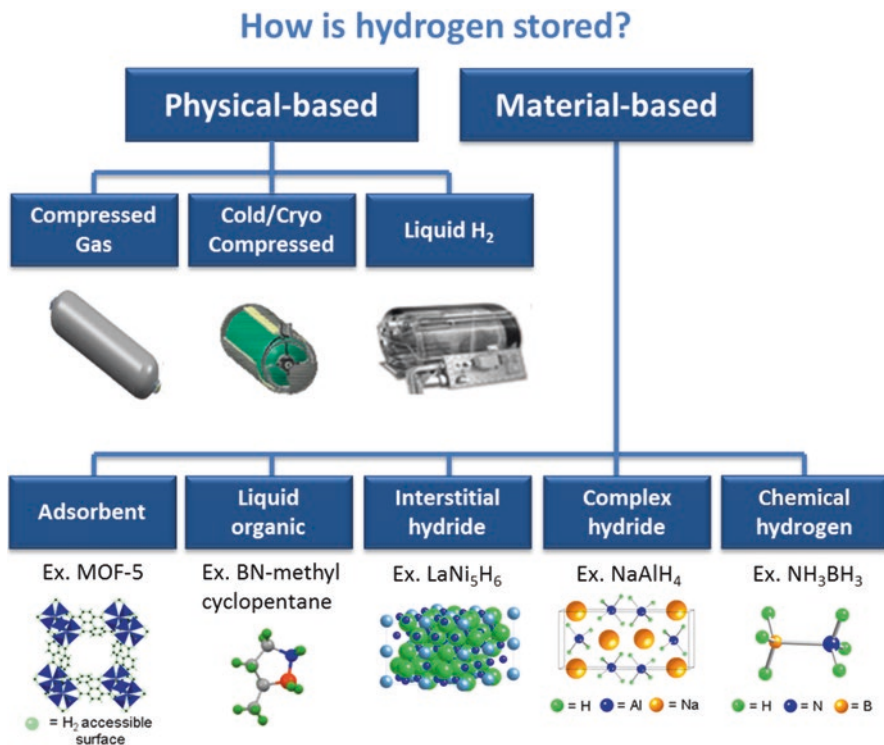 How is hydrogen stored?
Physical-based
Material-based
Compressed
Gas
Cold/Cryo
Compressed
Liquid H₂
Adsorbent
Liquid
organic
Interstitial
hydride
Complex
hydride
Chemical
hydrogen
Ex. MOF-5
Ex. BN-methyl
cyclopentane
Ex. LaNi₅H₆
Ex. NaAlH₄
Ex. NH₃BH₃
= H₂ accessible
surface
= H = Al = Na
= H = N = B